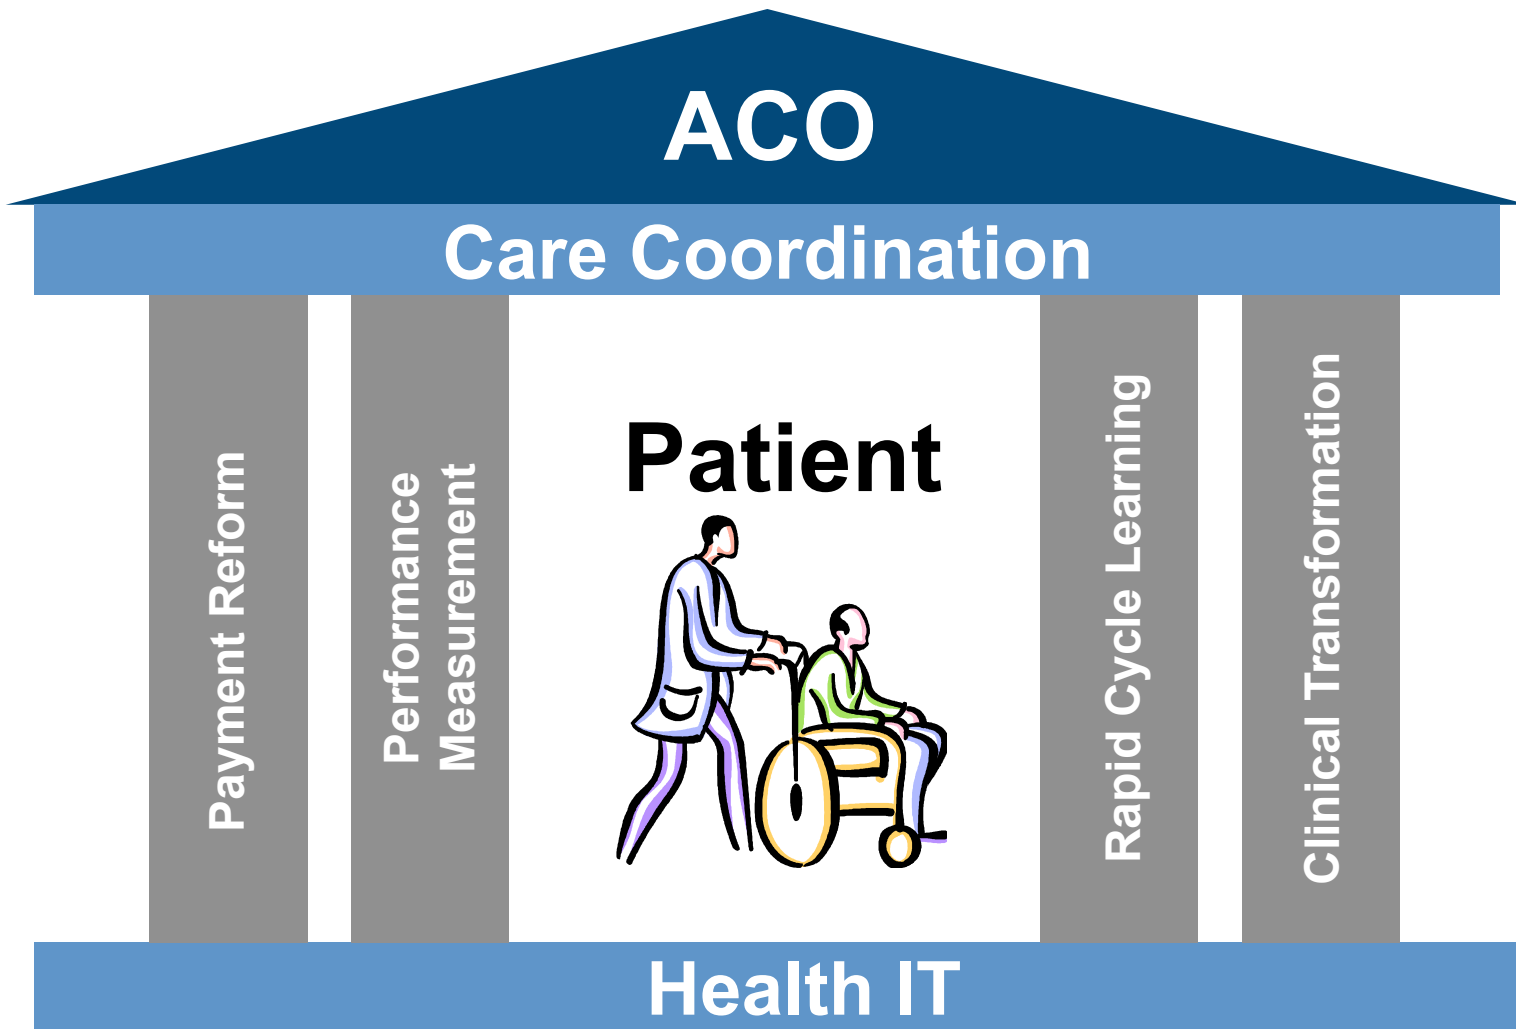 ACO
Care Coordination
Payment Reform
Performance
Measurement
Patient
Rapid Cycle Learning
Clinical Transformation
Health IT